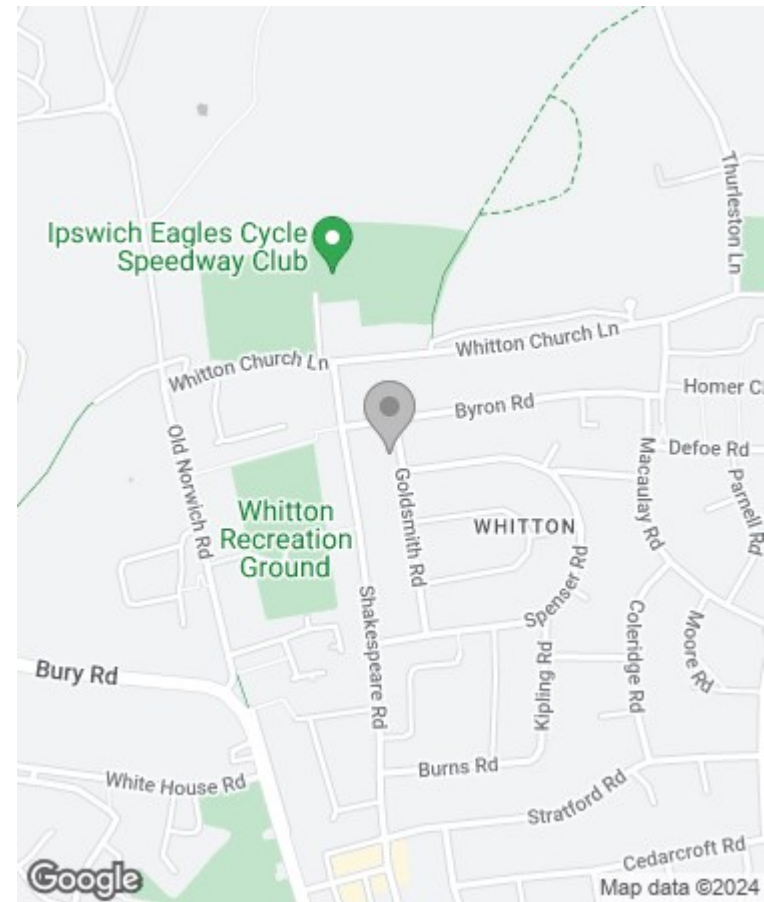 Thurleston Ln
Ipswich Eagles Cycle
Speedway Club
Whitton Church Ln
Whitton Church Ln
Homer C
Byron Rd
Defoe Rd
Old Norwich Rd
Goldsmith Rd
Macaulay Rd
Parnell Rd
Whitton
Recreation
Ground
WHITTON
Spenser Rd
Shakespeare Rd
Coleridge Rd
Moore Rd
Kipling Rd
Bury Rd
White House Rd
Burns Rd
Stratford Rd
Cedarcroft Rd
Google
Map data ©2024